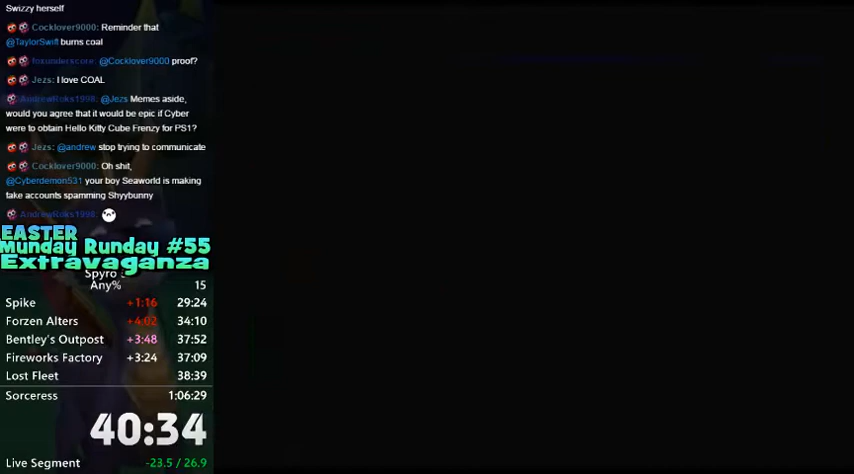 Swizzy herself
Cocklover9000: Reminder that
@TaylorSwift burns coal
foxunderscore: @Cocklover9000 proof?
Jezs: I love COAL
AndrewRoks1998: @Jezs Memes aside,
would you agree that it would be epic if Cyber
were to obtain Hello Kitty Cube Frenzy for PS1?
Jezs: @andrew stop trying to communicate
Cocklover9000: Oh shit,
@Cyberdemon531 your boy Seaworld is making
fake accounts spamming Shyybunny
AndrewRoks1998:
EASTER
Munday Runday #55
Extravaganza
Spyro
Any% 15
Spike +1:16 29:24
Forzen Alters +4:02 34:10
Bentley's Outpost +3:48 37:52
Fireworks Factory +3:24 37:09
Lost Fleet 38:39
Sorceress 1:06:29
40:34
Live Segment -23.5 / 26.9